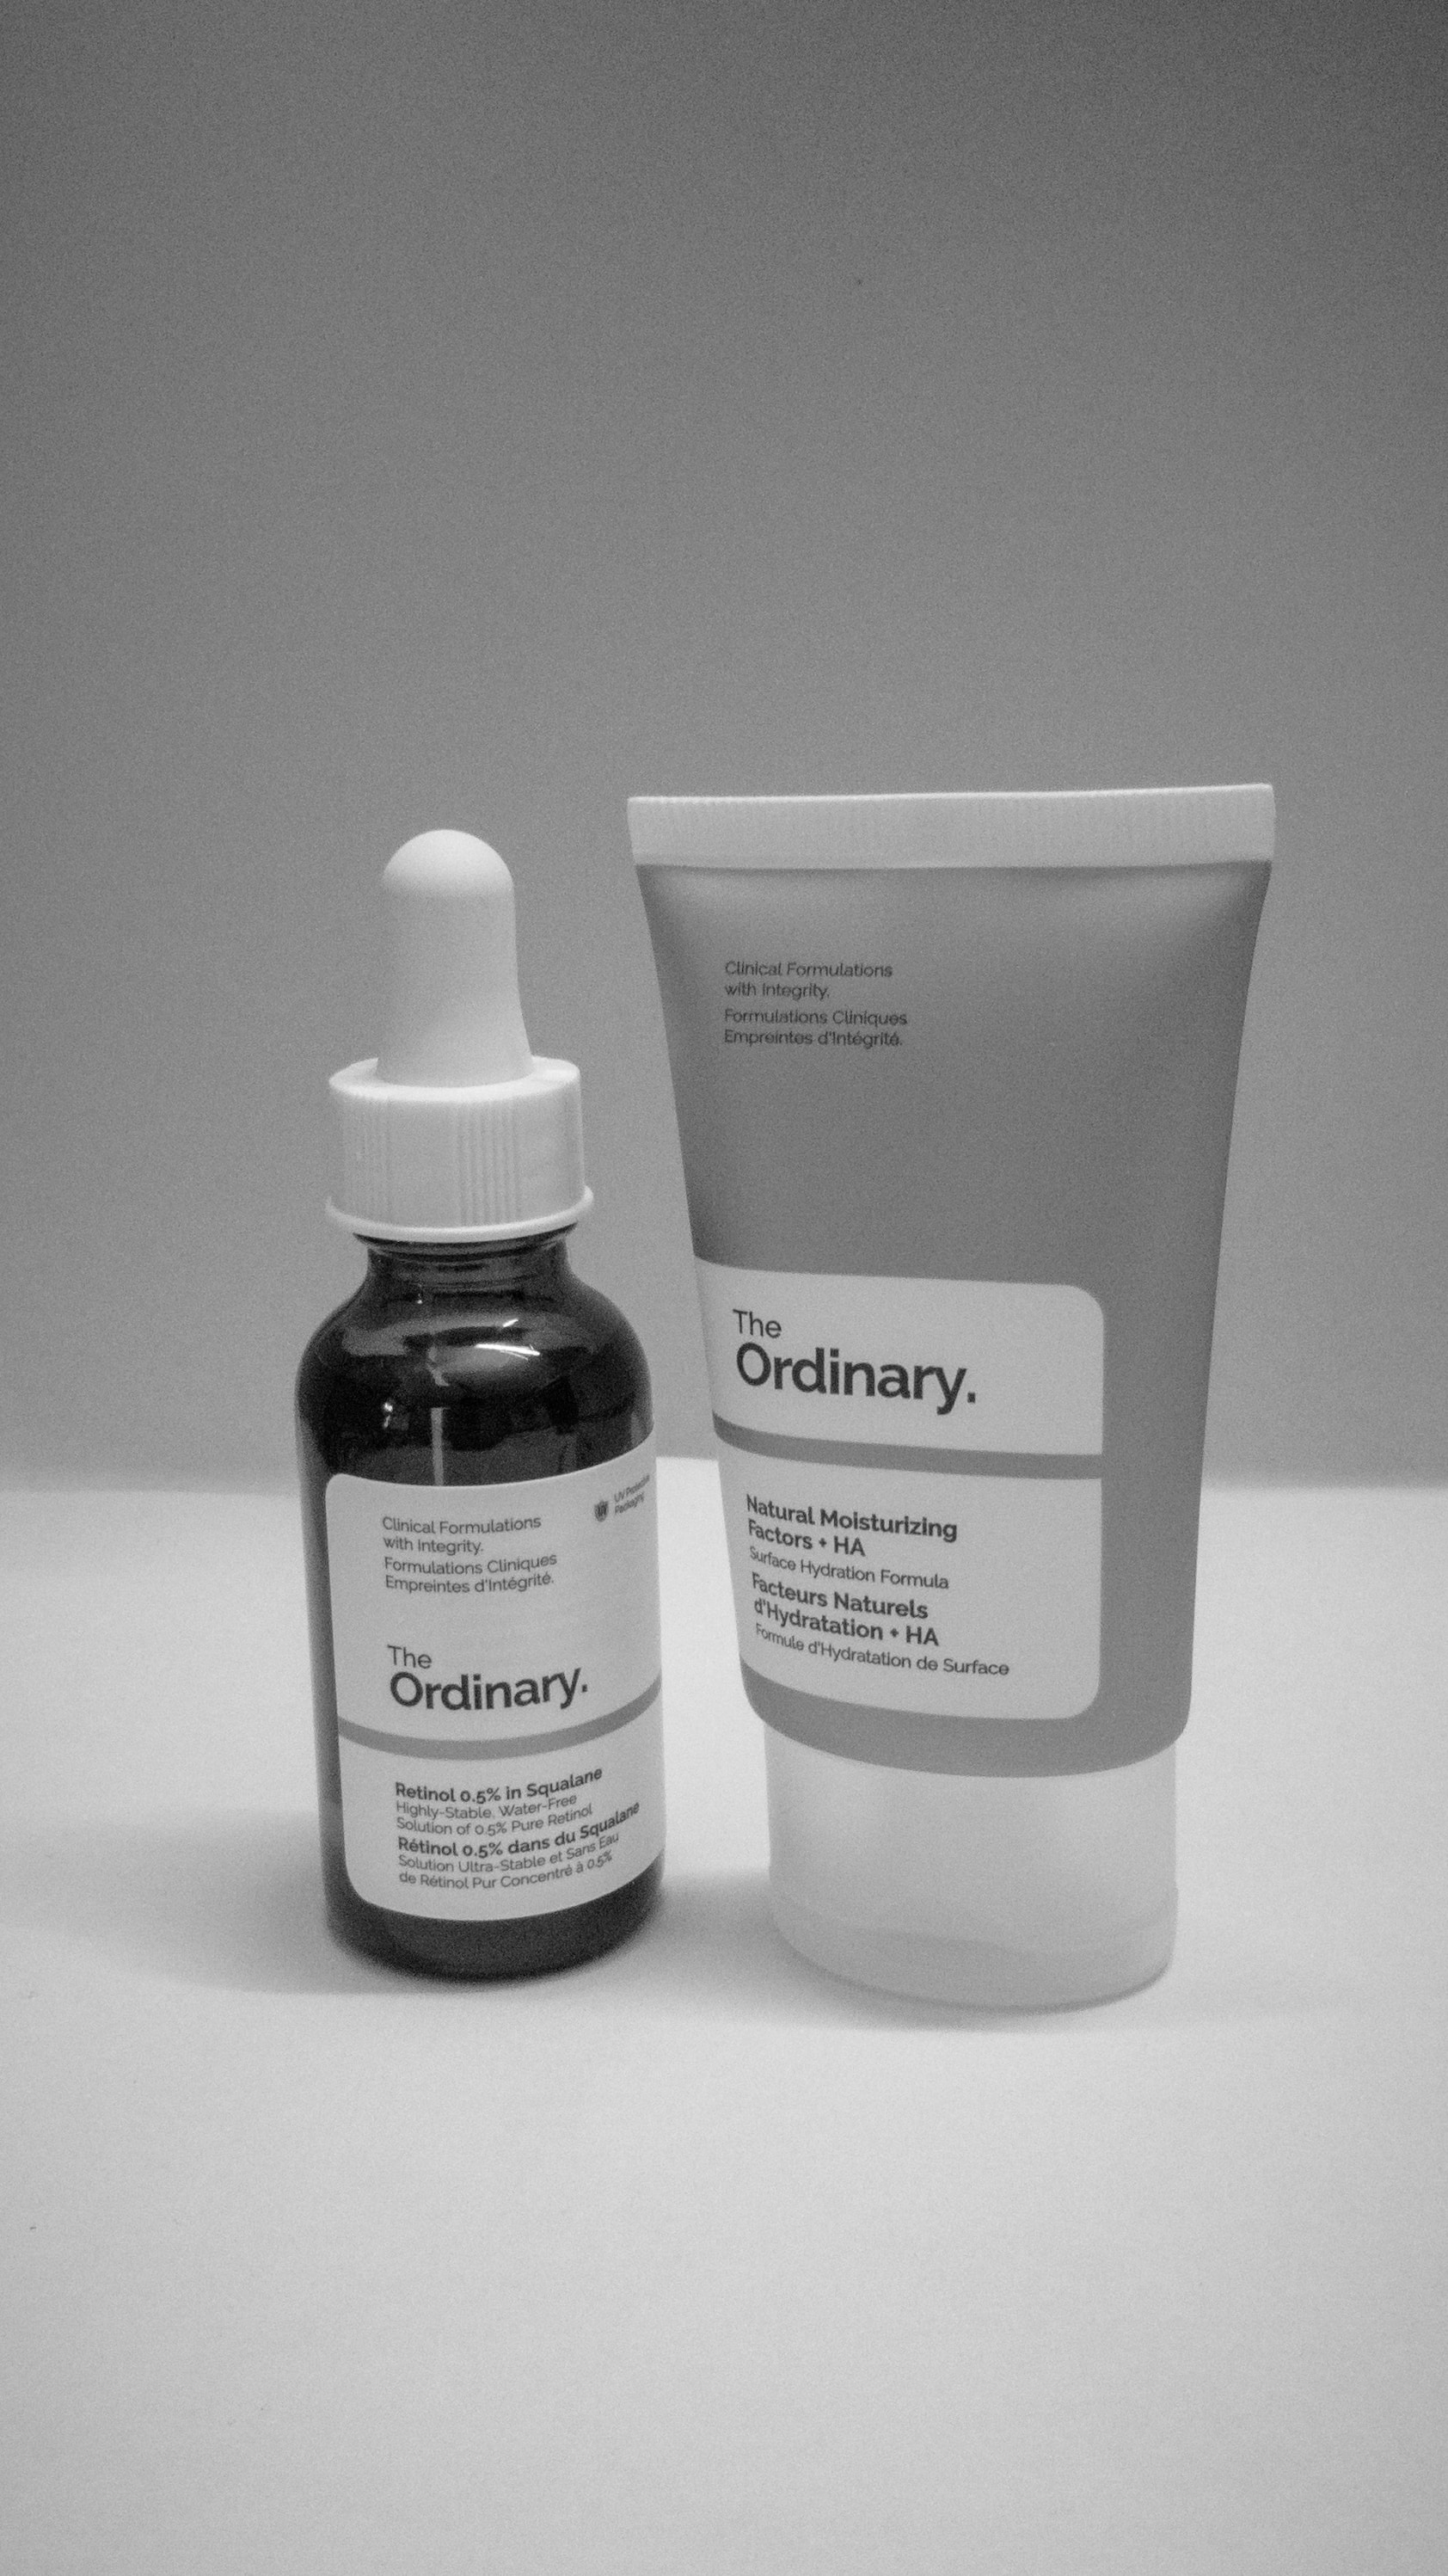 Clinical Formulations
with Integrity.
Formulations Cliniques
Empreintes d'Intégrité.
UV Protective
Packaging
The
Ordinary.
Retinol 0.5% in Squalane
Highly-Stable, Water-Free
Solution of 0.5% Pure Retinol
Rétinol 0.5% dans du Squalane
Solution Ultra-Stable et Sans Eau
de Rétinol Pur Concentré à 0.5%
Clinical Formulations
with Integrity.
Formulations Cliniques
Empreintes d'Intégrité.
The
Ordinary.
Natural Moisturizing
Factors + HA
Surface Hydration Formula
Facteurs Naturels
d'Hydratation + HA
Formule d'Hydratation de Surface